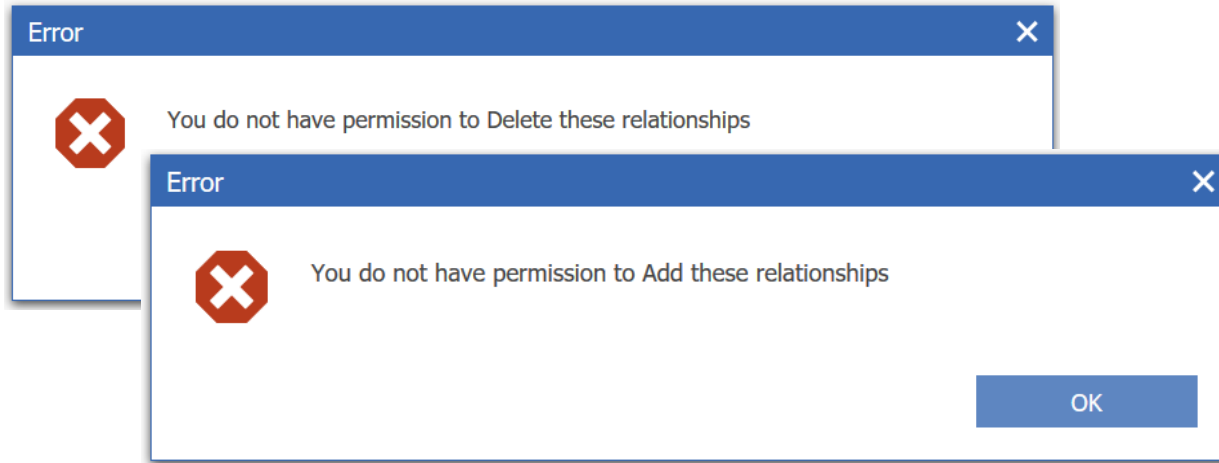 Error
You do not have permission to Delete these relationships
Error
You do not have permission to Add these relationships
OK